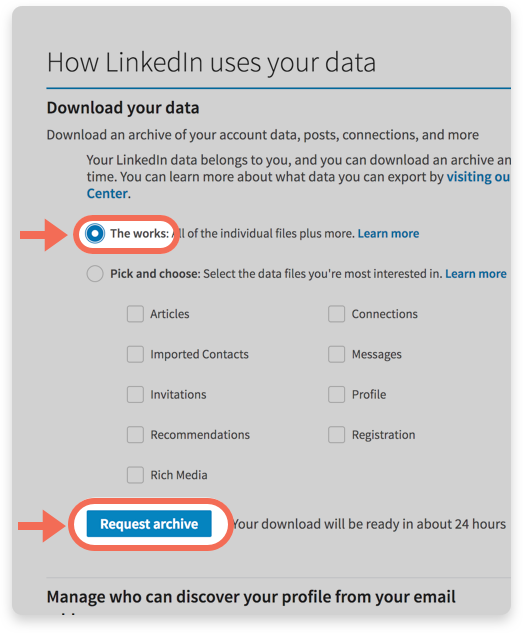 How LinkedIn uses your data
Download your data
Download an archive of your account data, posts, connections, and more
Your LinkedIn data belongs to you, and you can download an archive an
time. You can learn more about what data you can export by visiting ou
Center.
The works: All of the individual files plus more. Learn more
Pick and choose: Select the data files you're most interested in. Learn more
Articles
Connections
Imported Contacts
Messages
Invitations
Profile
Recommendations
Registration
Rich Media
Request archive
Your download will be ready in about 24 hours
Manage who can discover your profile from your email